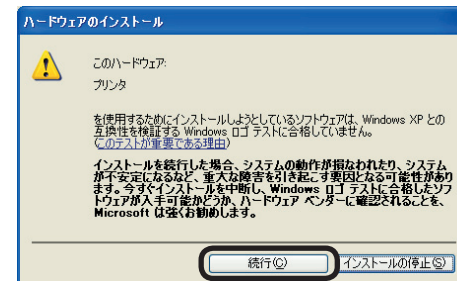 ハードウェアのインストール
このハードウェア:
プリンタ
を使用するためにインストールしようとしているソフトウェアは、Windows XP との
互換性を検証する Windows ロゴ テストに合格していません。
(このテストが重要である理由)
インストールを続行した場合、システムの動作が損なわれたり、システム
が不安定になるなど、重大な障害を引き起こす要因となる可能性があり
ます。今すぐインストールを中断し、Windows ロゴ テストに合格したソフ
トウェアが入手可能かどうか、ハードウェア ベンダーに確認されることを、
Microsoft は強くお勧めします。
続行(C)
インストールの停止(S)